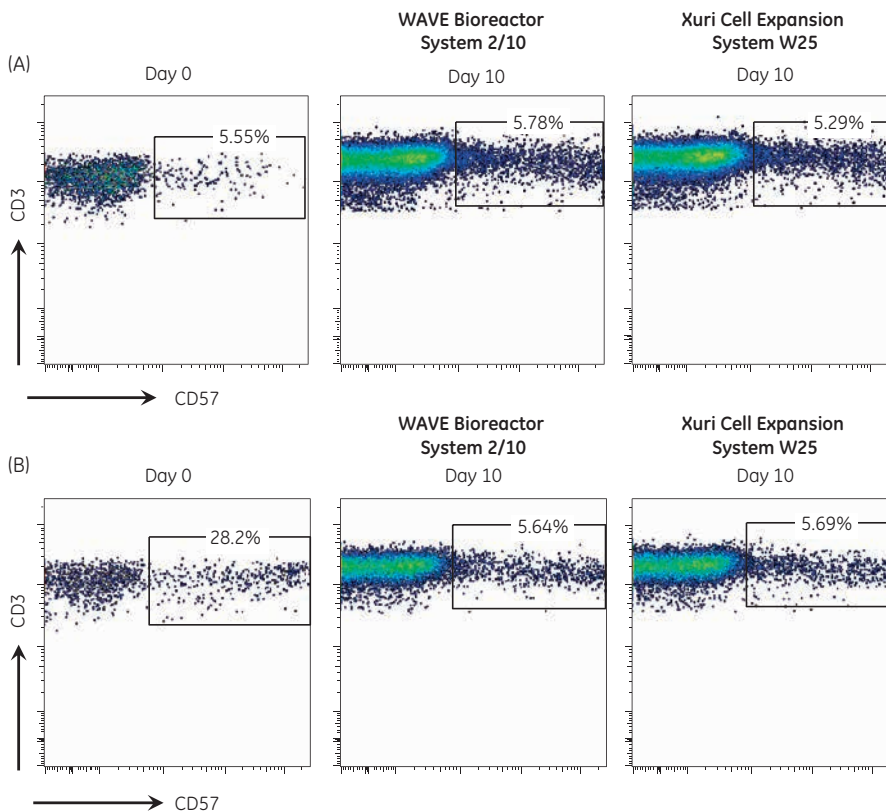 WAVE Bioreactor
System 2/10
Xuri Cell Expansion
System W25
(A)
Day 0
Day 10
Day 10
5.55%
5.78%
5.29%
CD3
CD57
WAVE Bioreactor
System 2/10
Xuri Cell Expansion
System W25
(B)
Day 0
Day 10
Day 10
28.2%
5.64%
5.69%
CD3
CD57